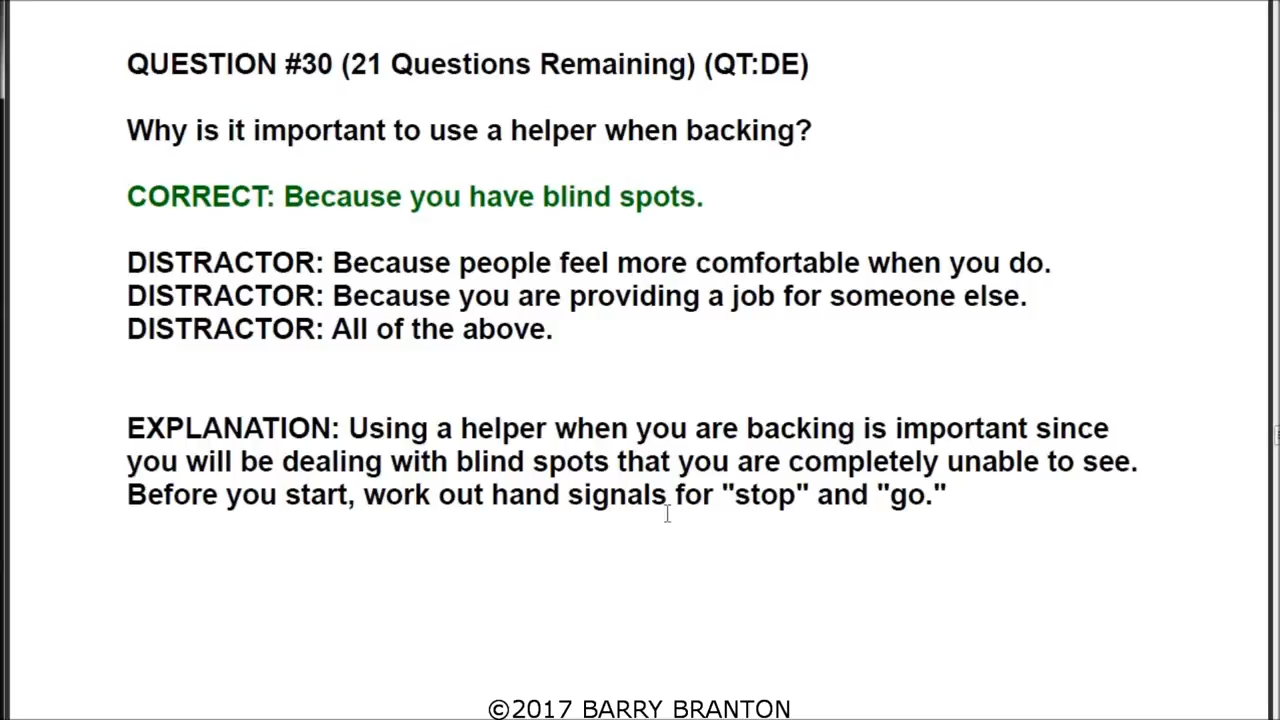 QUESTION #30 (21 Questions Remaining) (QT:DE)
Why is it important to use a helper when backing?
CORRECT: Because you have blind spots.
DISTRACTOR: Because people feel more comfortable when you do.
DISTRACTOR: Because you are providing a job for someone else.
DISTRACTOR: All of the above.
EXPLANATION: Using a helper when you are backing is important since
you will be dealing with blind spots that you are completely unable to see.
Before you start, work out hand signals for "stop" and "go."
©2017 BARRY BRANTON